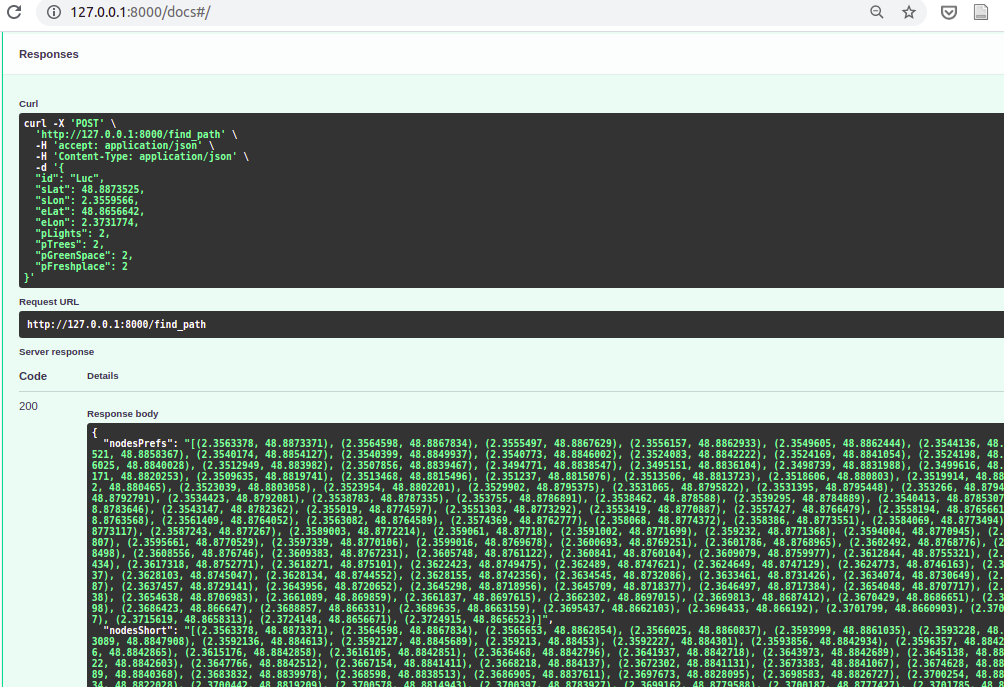 127.0.0.1:8000/docs#/
Responses
Curl
curl -X 'POST' \
'http://127.0.0.1:8000/find_path' \
-H 'accept: application/json' \
-H 'Content-Type: application/json' \
-d '{
"id": "Luc",
"sLat": 48.8873525,
"sLon": 2.3559566,
"eLat": 48.8656642,
"eLon": 2.3731774,
"pLights": 2,
"pTrees": 2,
"pGreenSpace": 2,
"pFreshplace": 2
}'
Request URL
http://127.0.0.1:8000/find_path
Server response
Code Details
200
Response body
{
"nodesPrefs": "[(2.3563378, 48.8873371), (2.3564598, 48.8867834), (2.3555497, 48.8867629), (2.3556157, 48.8862933), (2.3549605, 48.8862444), (2.3544136, 48.
521, 48.8858367), (2.3540174, 48.8854127), (2.3540399, 48.8849937), (2.3540773, 48.8846002), (2.3524083, 48.8842222), (2.3524169, 48.8841054), (2.3524198, 48.8
6025, 48.8840028), (2.3512949, 48.883982), (2.3507856, 48.8839467), (2.3494771, 48.8838547), (2.3495151, 48.8836104), (2.3498739, 48.8831988), (2.3499616, 48.8
171, 48.8820253), (2.3509635, 48.8819741), (2.3513468, 48.8815496), (2.351237, 48.8815076), (2.3513506, 48.8813723), (2.3518606, 48.880803), (2.3519914, 48.88
2, 48.880465), (2.3523039, 48.8803058), (2.3523954, 48.8802201), (2.3529902, 48.8795375), (2.3531065, 48.8795822), (2.3531395, 48.8795448), (2.353266, 48.8794
48.8792791), (2.3534423, 48.8792081), (2.3538783, 48.8787335), (2.353755, 48.8786891), (2.3538462, 48.878588), (2.3539295, 48.8784889), (2.3540413, 48.8785307
8.8783646), (2.3543147, 48.8782362), (2.355019, 48.8774597), (2.3551303, 48.8773292), (2.3553419, 48.8770887), (2.3557427, 48.8766479), (2.3558194, 48.8765661
8.8763568), (2.3561409, 48.8764052), (2.3563082, 48.8764589), (2.3574369, 48.8762777), (2.358068, 48.8774372), (2.358386, 48.8773551), (2.3584069, 48.8773494)
8773117), (2.3587243, 48.877267), (2.3589003, 48.8772214), (2.359061, 48.87718), (2.3591002, 48.8771699), (2.359232, 48.8771368), (2.3594004, 48.8770945), (2.
807), (2.3595661, 48.8770529), (2.3597339, 48.8770106), (2.3599016, 48.8769678), (2.3600693, 48.8769251), (2.3601786, 48.8768965), (2.3602492, 48.8768776), (2
8498), (2.3608556, 48.876746), (2.3609383, 48.8767231), (2.3605748, 48.8761122), (2.360841, 48.8760104), (2.3609079, 48.8759977), (2.3612844, 48.8755321), (2.
434), (2.3617318, 48.8752771), (2.3618271, 48.875101), (2.3622423, 48.8749475), (2.362489, 48.8747621), (2.3624649, 48.8747129), (2.3624773, 48.8746163), (2.3
37), (2.3628103, 48.8745047), (2.3628134, 48.8744552), (2.3628155, 48.8742356), (2.3634545, 48.8732086), (2.3633461, 48.8731426), (2.3634074, 48.8730649), (2.
87), (2.3637457, 48.8729141), (2.3643956, 48.8720652), (2.3645298, 48.8718956), (2.3645709, 48.8718377), (2.3646497, 48.8717384), (2.3654048, 48.8707717), (2.
38), (2.3654638, 48.8706983), (2.3661089, 48.869859), (2.3661837, 48.8697615), (2.3662302, 48.8697015), (2.3669813, 48.8687412), (2.3670429, 48.8686651), (2.3
98), (2.3686423, 48.866647), (2.3688857, 48.866331), (2.3689635, 48.8663159), (2.3695437, 48.8662103), (2.3696433, 48.866192), (2.3701799, 48.8660903), (2.370
7), (2.3715619, 48.8658313), (2.3724148, 48.8656671), (2.3724915, 48.8656523)]",
"nodesShort": "[(2.3563378, 48.8873371), (2.3564598, 48.8867834), (2.3565653, 48.8862854), (2.3566025, 48.8860837), (2.3593999, 48.8861035), (2.3593228, 48.8
3089, 48.8847908), (2.3592136, 48.884613), (2.3592127, 48.8845689), (2.359213, 48.88453), (2.3592227, 48.884301), (2.3593856, 48.8842934), (2.3596357, 48.8842
6, 48.8842865), (2.3615176, 48.8842858), (2.3616105, 48.8842851), (2.3636468, 48.8842796), (2.3641937, 48.8842718), (2.3643973, 48.8842689), (2.3645138, 48.88
22, 48.8842603), (2.3647766, 48.8842512), (2.3667154, 48.8841411), (2.3668218, 48.884137), (2.3672302, 48.8841131), (2.3673383, 48.8841067), (2.3674628, 48.88
89, 48.8840368), (2.3683832, 48.8839978), (2.368598, 48.8838513), (2.3686905, 48.8837611), (2.3697673, 48.8828095), (2.3698583, 48.8826727), (2.3700254, 48.88